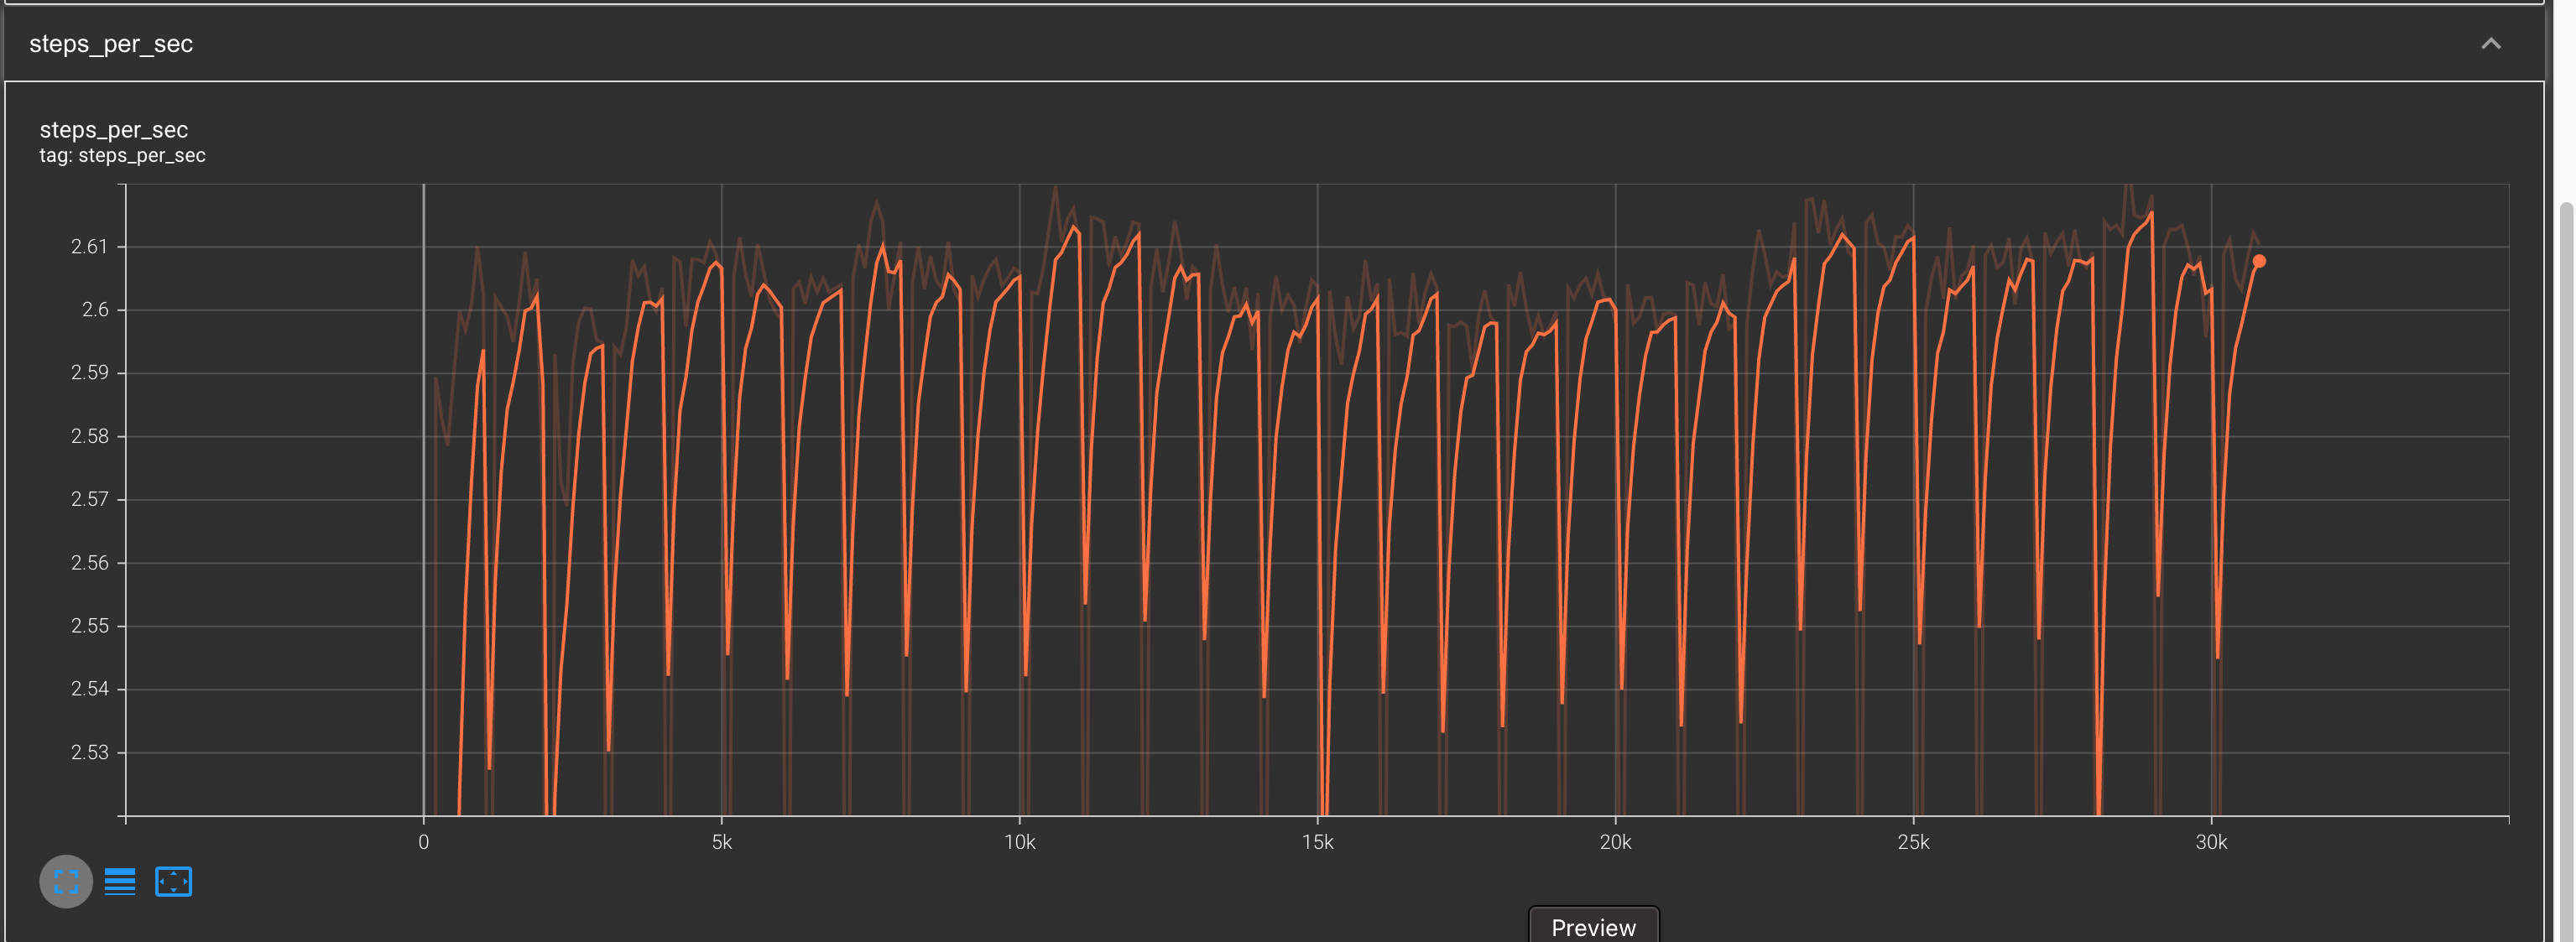 steps_per_sec
steps_per_sec
tag: steps_per_sec
2.61
2.6
2.59
2.58
2.57
2.56
2.55
2.54
2.53
0 5k 10k 15k 20k 25k 30k
Preview